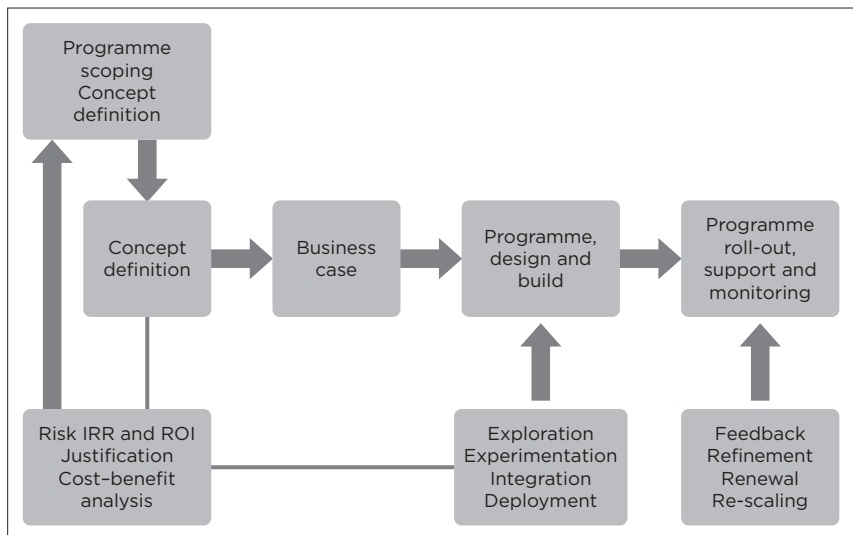 Programme
scoping
Concept
definition
Concept
definition
Business
case
Programme,
design and
build
Programme
roll-out,
support and
monitoring
Risk IRR and ROI
Justification
Cost–benefit
analysis
Exploration
Experimentation
Integration
Deployment
Feedback
Refinement
Renewal
Re-scaling